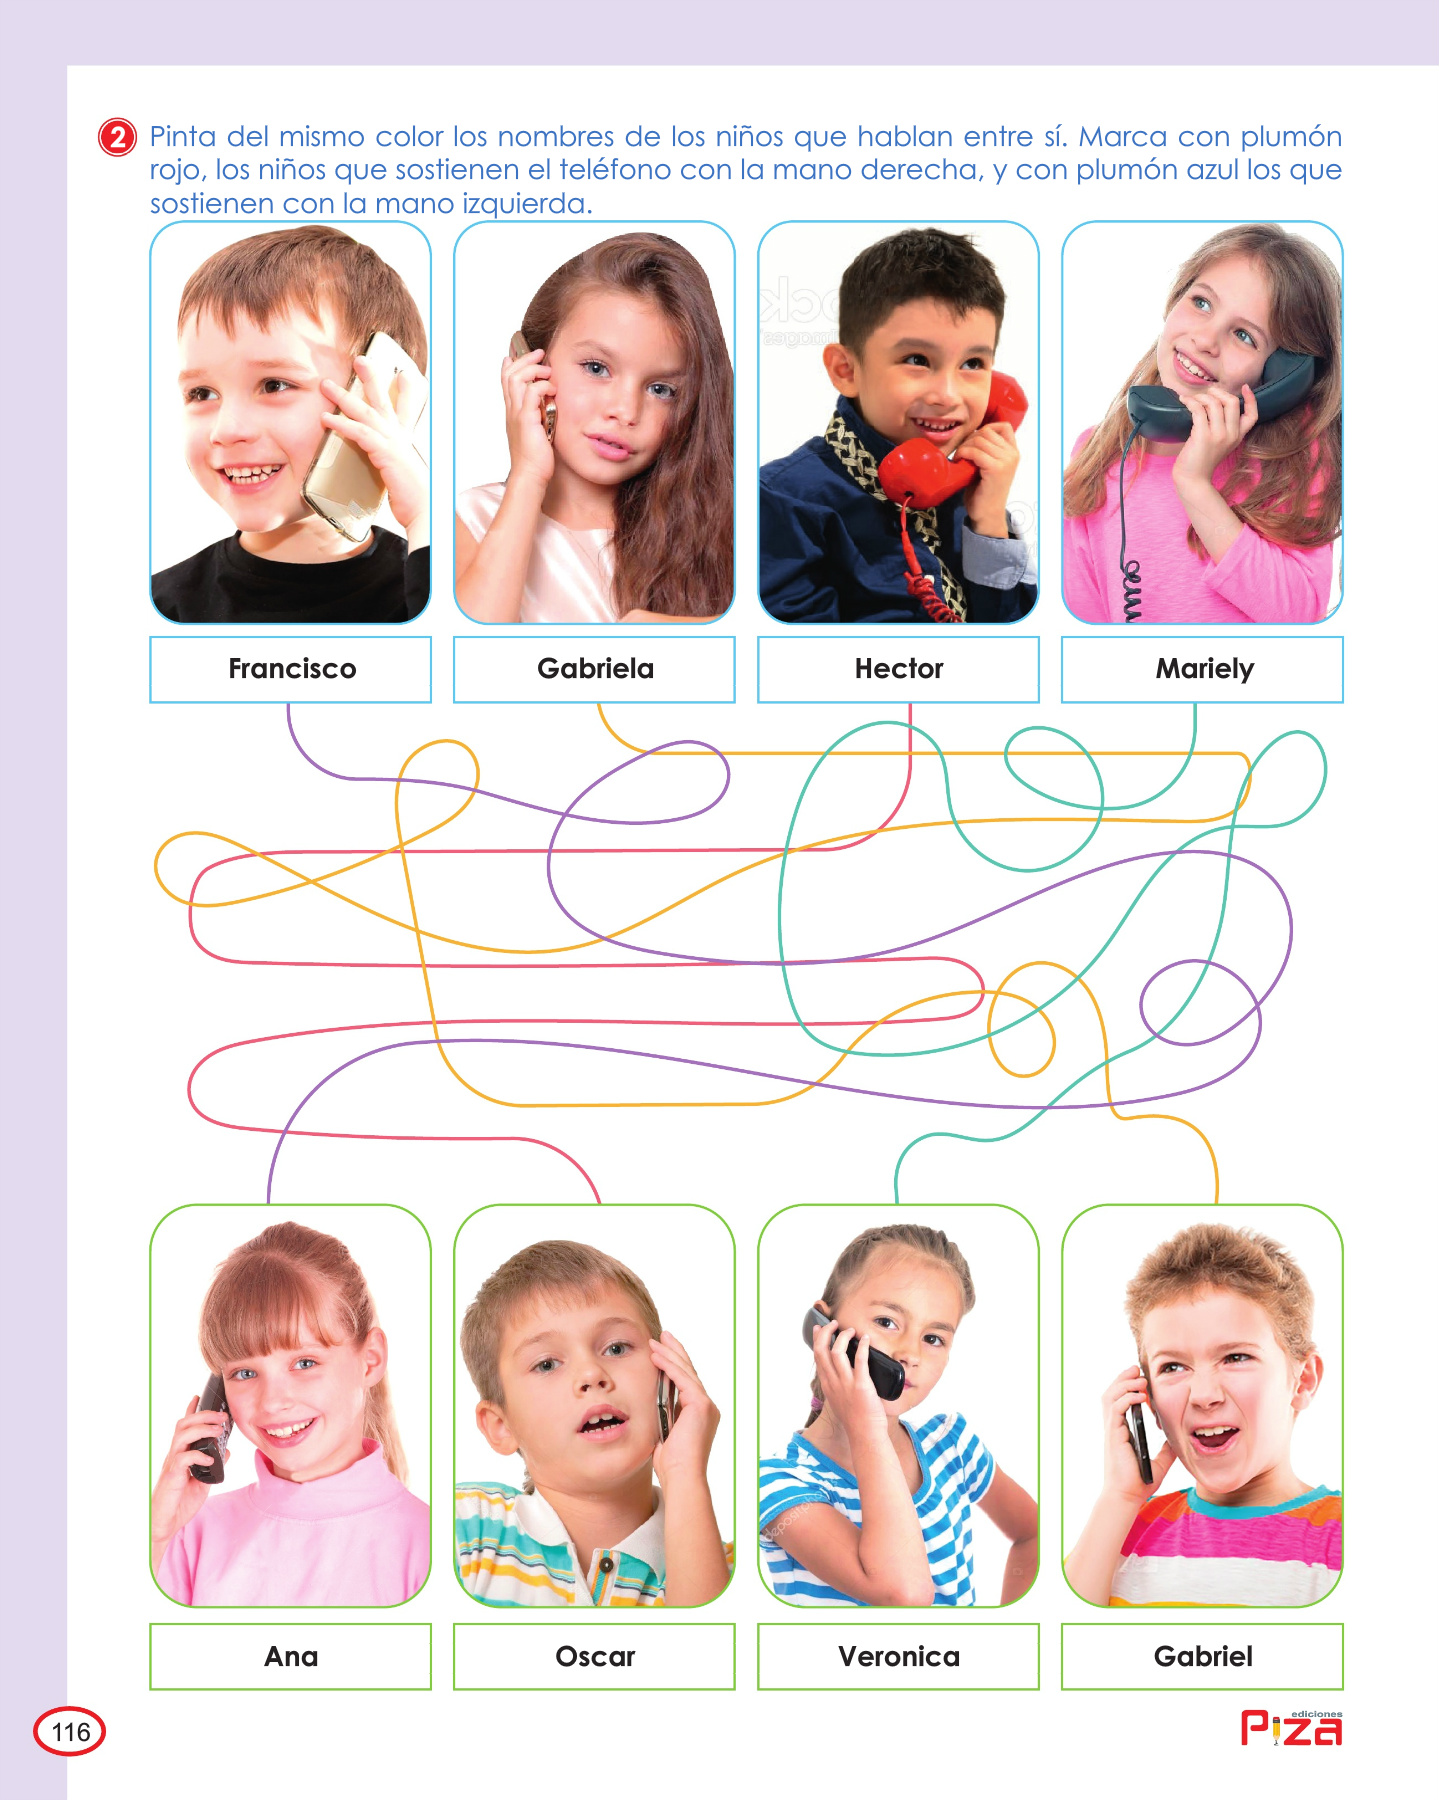 2 Pinta del mismo color los nombres de los niños que hablan entre sí. Marca con plumón
rojo, los niños que sostienen el teléfono con la mano derecha, y con plumón azul los que
sostienen con la mano izquierda.
Francisco
Gabriela
Hector
Mariely
Ana
Oscar
Veronica
Gabriel
116
ediciones
Piza